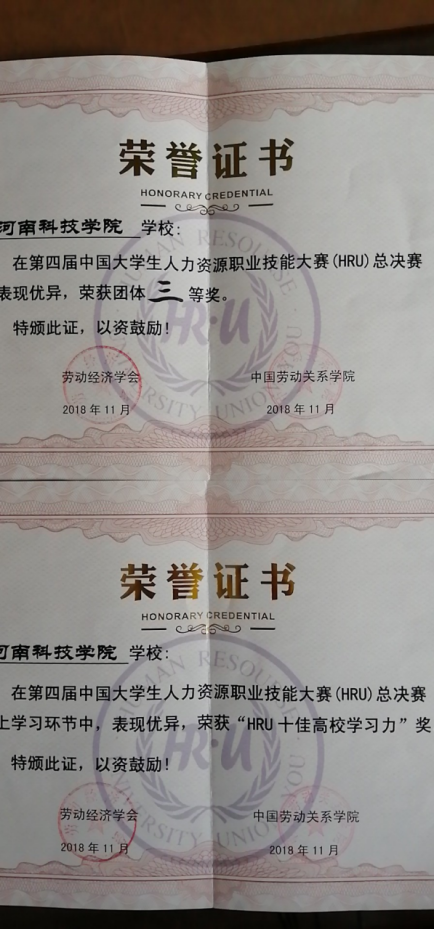 荣誉证书
HONORARY CREDENTIAL
河南科技学院 学校：
在第四届中国大学生人力资源职业技能大赛(HRU)总决赛
表现优异，荣获团体 三 等奖。
特颁此证，以资鼓励！
劳动经济学会 中国劳动关系学院
2018年11月 2018年11月
HR·U
荣誉证书
HONORARY CREDENTIAL
河南科技学院 学校：
在第四届中国大学生人力资源职业技能大赛(HRU)总决赛
上学习环节中，表现优异，荣获“HRU十佳高校学习力”奖
特颁此证，以资鼓励！
劳动经济学会 中国劳动关系学院
2018年11月 2018年11月
HR·U